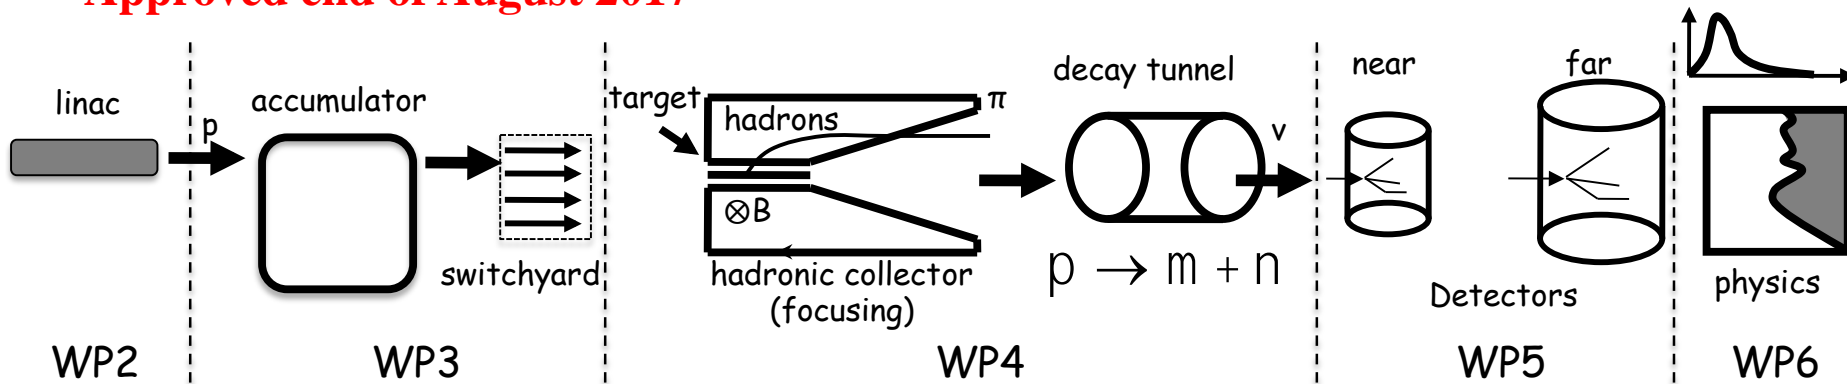 Approved end of August 2017
linac
p
accumulator
switchyard
target
hadrons
π
⊗B
hadronic collector
(focusing)
decay tunnel
p → m + n
ν
near
far
Detectors
physics
WP2
WP3
WP4
WP5
WP6